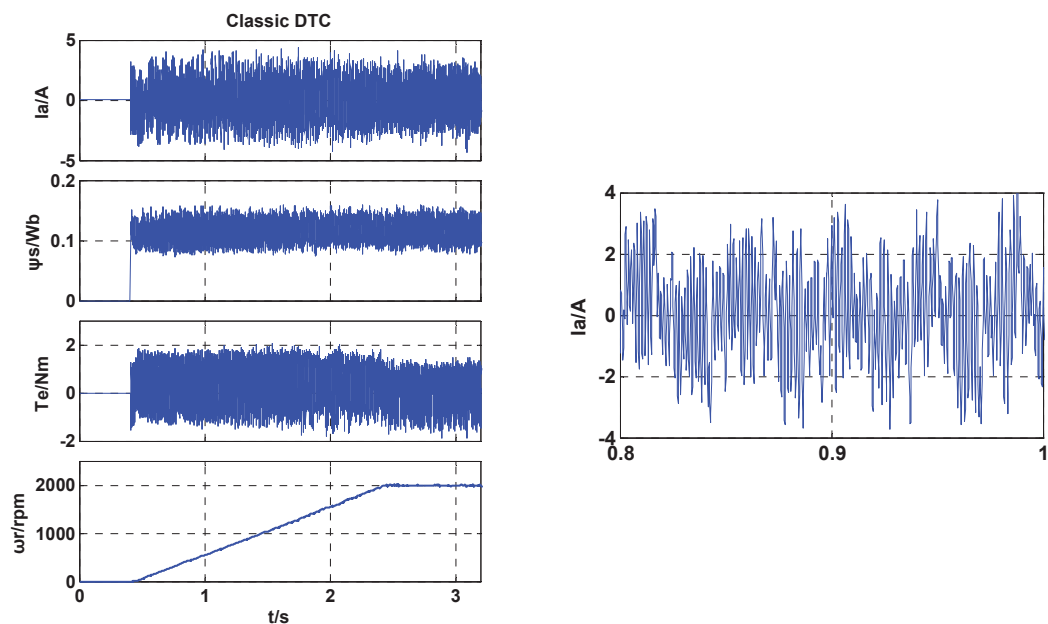 Classic DTC
5
0
-5
Ia/A
0.2
0.1
0
ψs/Wb
2
0
-2
Te/Nm
2000
1000
0
ωr/rpm
0 1 2 3
t/s
4
2
0
-2
-4
Ia/A
0.8 0.9 1